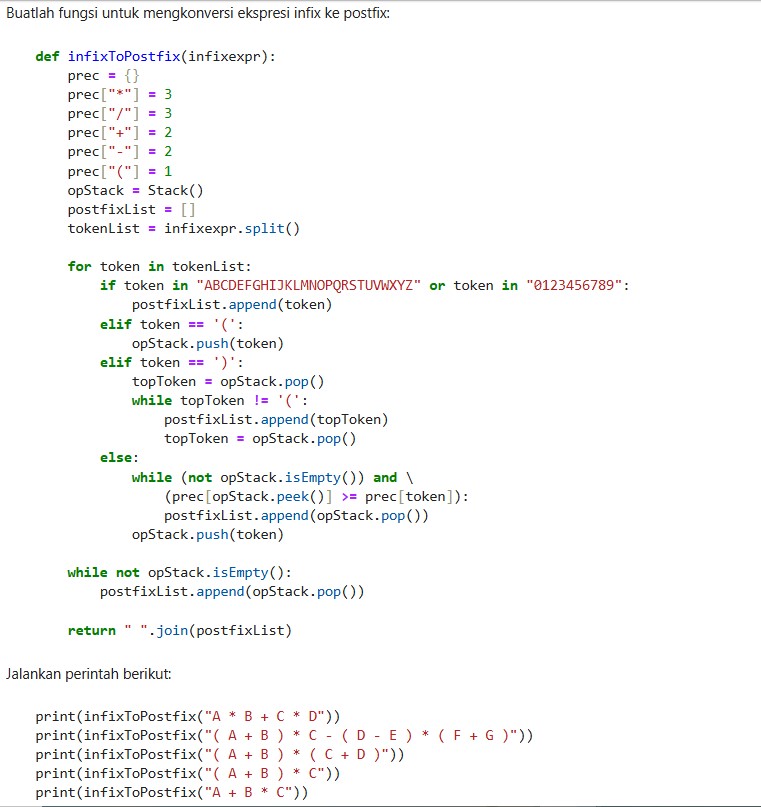 Buatlah fungsi untuk mengkonversi ekspresi infix ke postfix:
def infixToPostfix(infixexpr):
    prec = {}
    prec["*"] = 3
    prec["/"] = 3
    prec["+"] = 2
    prec["-"] = 2
    prec["("] = 1
    opStack = Stack()
    postfixList = []
    tokenList = infixexpr.split()
    for token in tokenList:
        if token in "ABCDEFGHIJKLMNOPQRSTUVWXYZ" or token in "0123456789":
            postfixList.append(token)
        elif token == '(':
            opStack.push(token)
        elif token == ')':
            topToken = opStack.pop()
            while topToken != '(':
                postfixList.append(topToken)
                topToken = opStack.pop()
        else:
            while (not opStack.isEmpty()) and \
                (prec[opStack.peek()] >= prec[token]):
                postfixList.append(opStack.pop())
            opStack.push(token)
    while not opStack.isEmpty():
        postfixList.append(opStack.pop())
    return " ".join(postfixList)
Jalankan perintah berikut:
print(infixToPostfix("A * B + C * D"))
print(infixToPostfix("( A + B ) * C - ( D - E ) * ( F + G )"))
print(infixToPostfix("( A + B ) * ( C + D )"))
print(infixToPostfix("( A + B ) * C"))
print(infixToPostfix("A + B * C"))